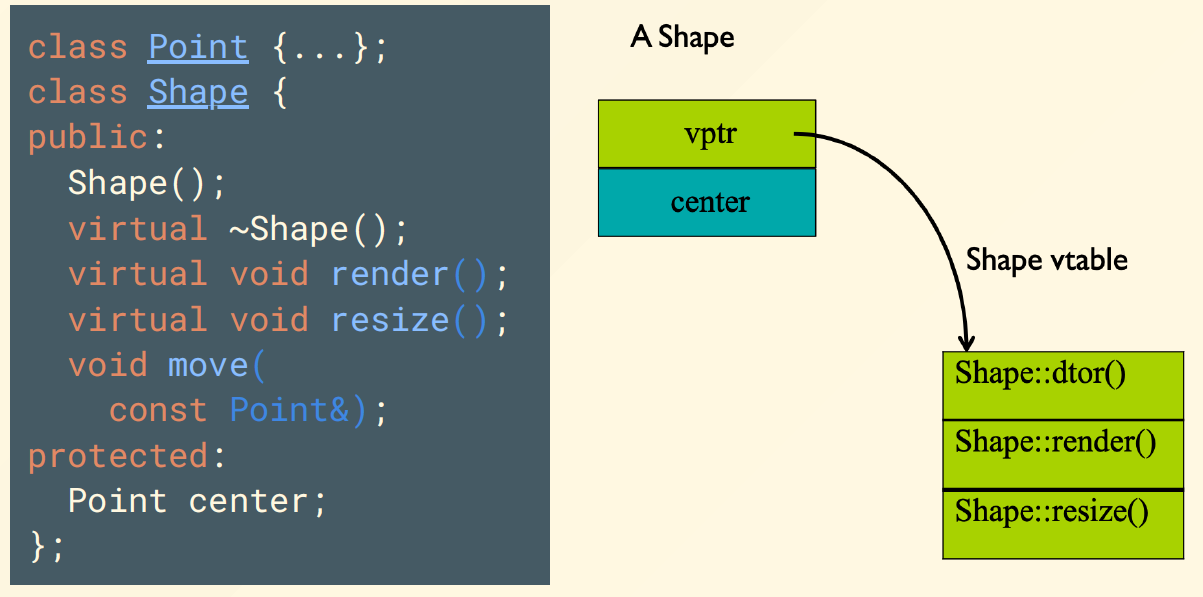 class Point {...};
class Shape {
public:
  Shape();
  virtual ~Shape();
  virtual void render();
  virtual void resize();
  void move(
    const Point&);
protected:
  Point center;
};
A Shape
vptr
center
Shape vtable
Shape::dtor()
Shape::render()
Shape::resize()